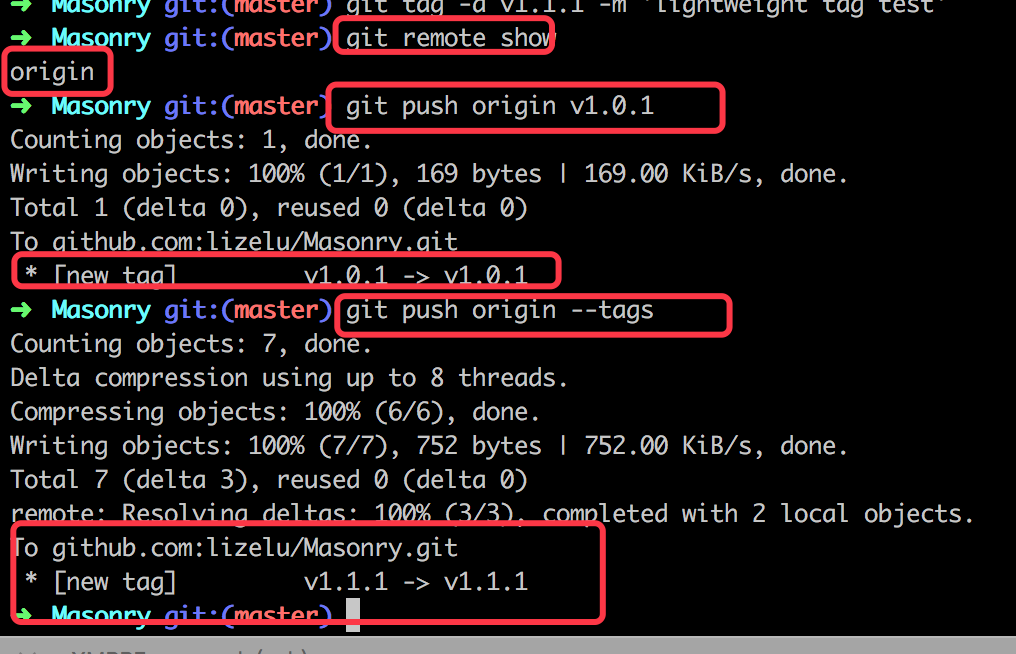 ➜ Masonry git:(master) git tag -a v1.1.1 -m 'lightweight tag test'
➜ Masonry git:(master) git remote show
origin
➜ Masonry git:(master) git push origin v1.0.1
Counting objects: 1, done.
Writing objects: 100% (1/1), 169 bytes | 169.00 KiB/s, done.
Total 1 (delta 0), reused 0 (delta 0)
To github.com:lizelu/Masonry.git
* [new tag] v1.0.1 -> v1.0.1
➜ Masonry git:(master) git push origin --tags
Counting objects: 7, done.
Delta compression using up to 8 threads.
Compressing objects: 100% (6/6), done.
Writing objects: 100% (7/7), 752 bytes | 752.00 KiB/s, done.
Total 7 (delta 3), reused 0 (delta 0)
remote: Resolving deltas: 100% (3/3), completed with 2 local objects.
To github.com:lizelu/Masonry.git
* [new tag] v1.1.1 -> v1.1.1
➜ Masonry git:(master)